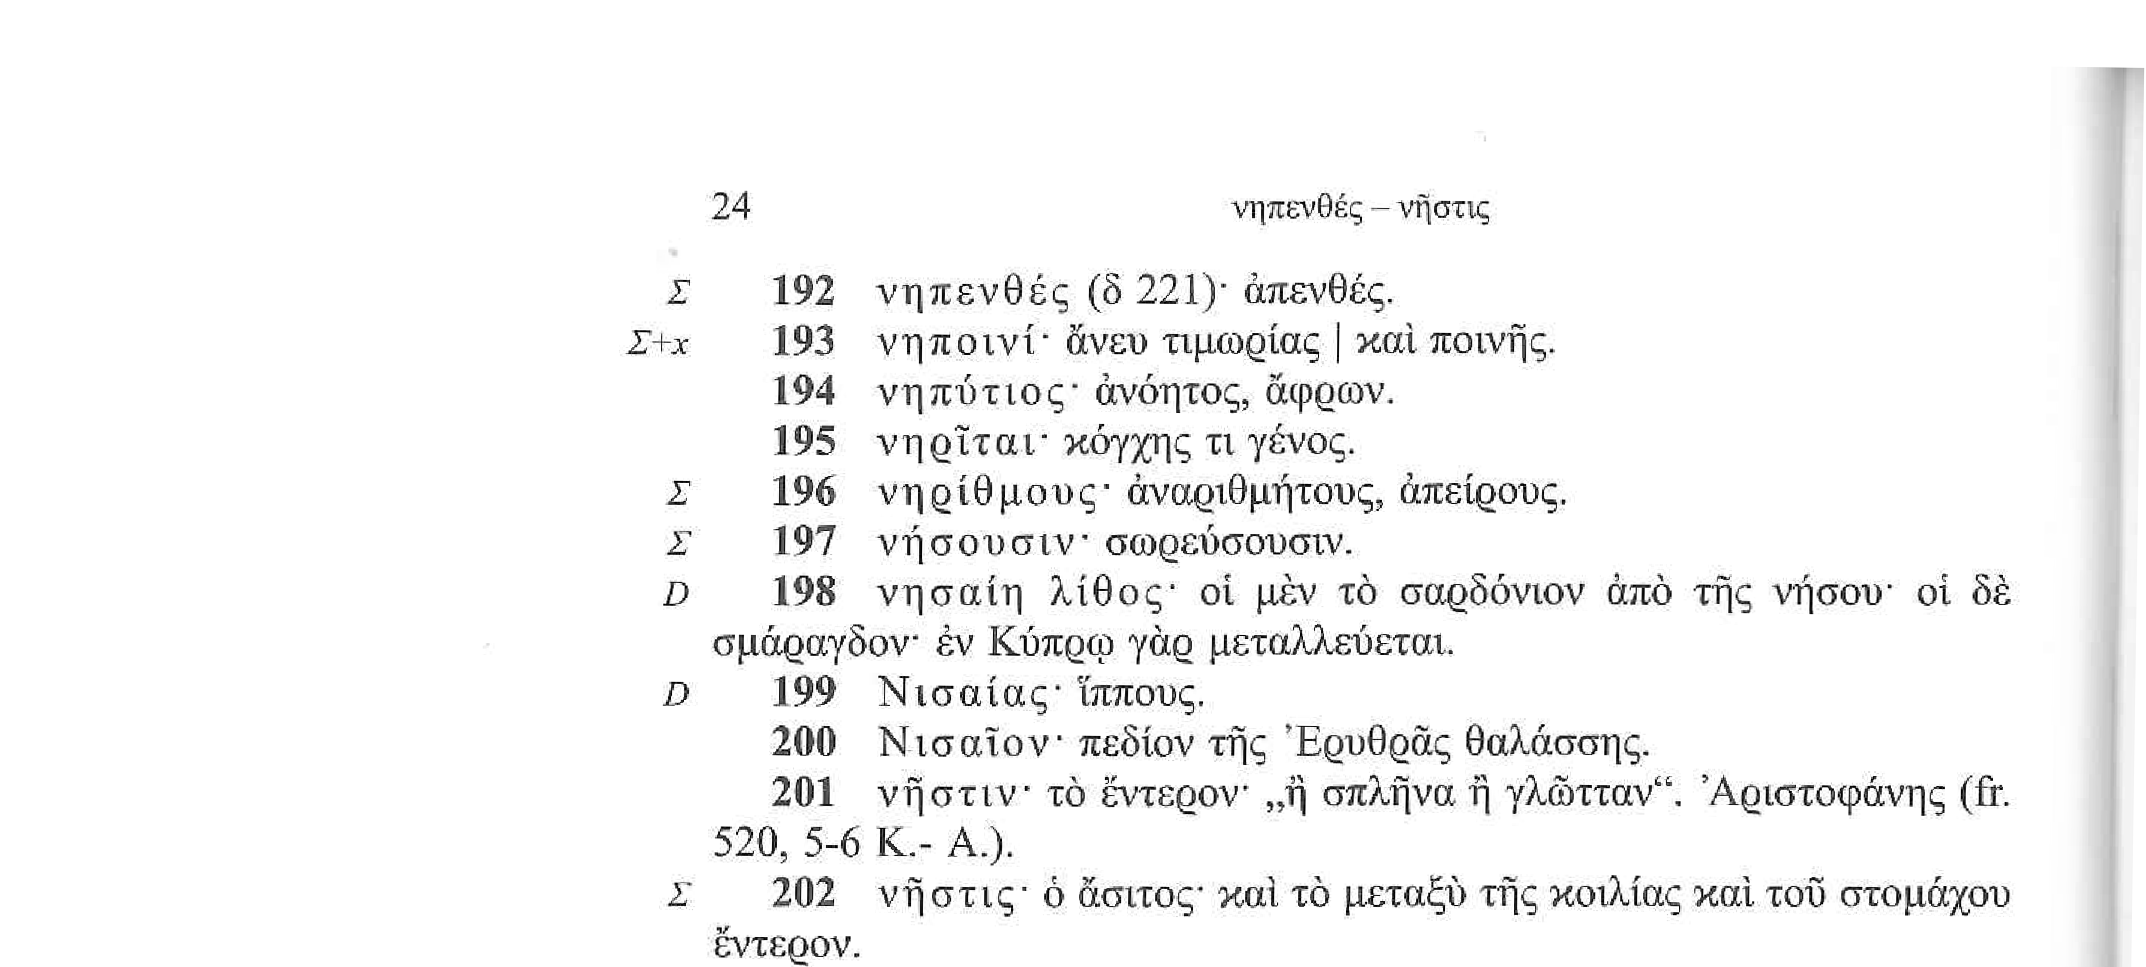 24 νηπενθές – νῆστις
Σ 192 νηπενθές (δ 221)· ἀπενθές.
Σ+x 193 νηποινί· ἄνευ τιμωρίας | καὶ ποινῆς.
194 νηπύτιος· ἀνόητος, ἄφρων.
195 νηρῖται· κόγχης τι γένος.
Σ 196 νηρίθμους· ἀναριθμήτους, ἀπείρους.
Σ 197 νήσουσιν· σωρεύσουσιν.
D 198 νησαίη λίθος· οἱ μὲν τὸ σαρδόνιον ἀπὸ τῆς νήσου· οἱ δὲ
σμάραγδον· ἐν Κύπρῳ γὰρ μεταλλεύεται.
D 199 Νισαίας· ἵππους.
200 Νισαῖον· πεδίον τῆς Ἐρυθρᾶς θαλάσσης.
201 νῆστιν· τὸ ἔντερον· „ἢ σπλῆνα ἢ γλῶτταν“. Ἀριστοφάνης (fr.
520, 5-6 K.- A.).
Σ 202 νῆστις· ὁ ἄσιτος· καὶ τὸ μεταξὺ τῆς κοιλίας καὶ τοῦ στομάχου
ἔντερον.